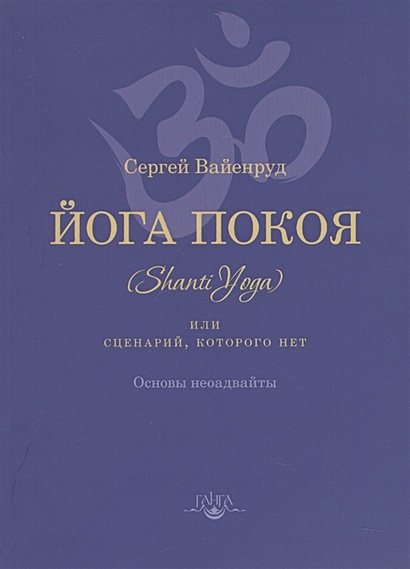 Сергей Вайенруд
ЙОГА ПОКОЯ
(Shanti Yoga)
ИЛИ
СЦЕНАРИЙ, КОТОРОГО НЕТ
Основы неоадвайты
ГАНГА